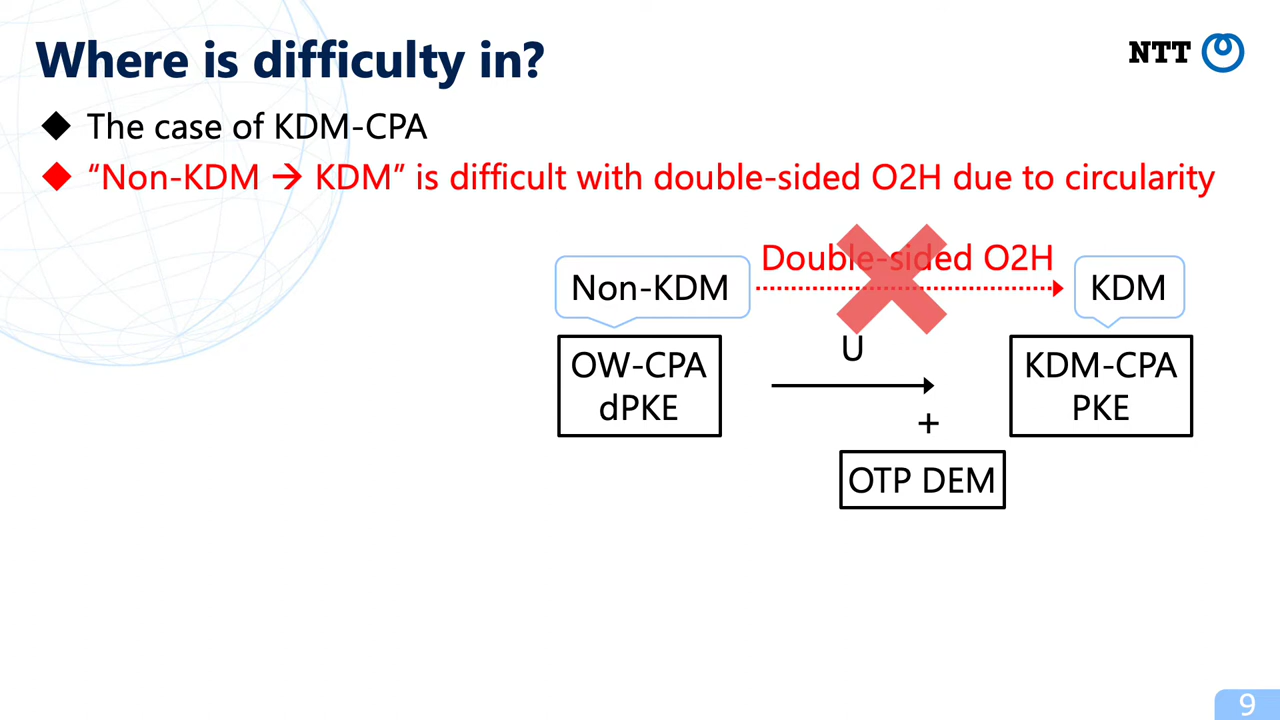 Where is difficulty in?
NTT
◆ The case of KDM-CPA
◆ “Non-KDM → KDM” is difficult with double-sided O2H due to circularity
Double-sided O2H
Non-KDM
KDM
U
OW-CPA
dPKE
KDM-CPA
PKE
+
OTP DEM
9